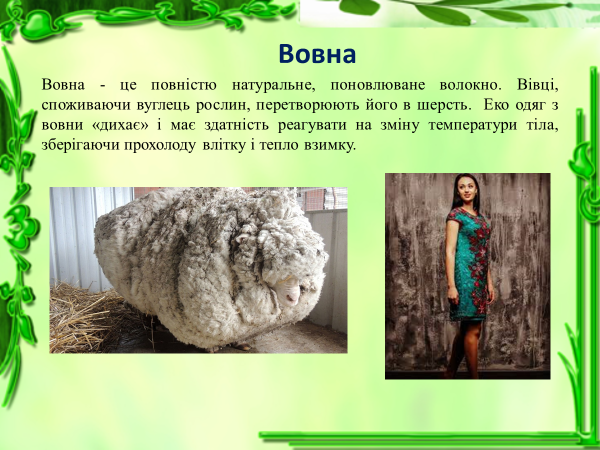 Вовна
Вовна - це повністю натуральне, поновлюване волокно. Вівці,
споживаючи вуглець рослин, перетворюють його в шерсть. Еко одяг з
вовни «дихає» і має здатність реагувати на зміну температури тіла,
зберігаючи прохолоду влітку і тепло взимку.